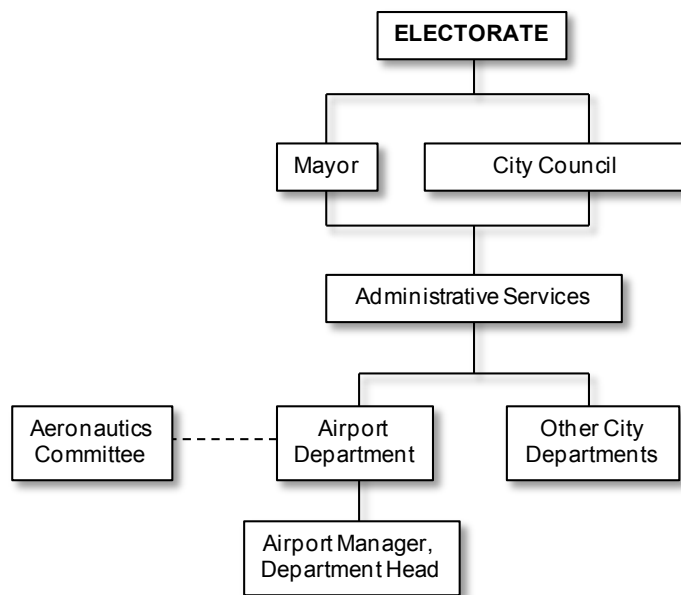 ELECTORATE
Mayor
City Council
Administrative Services
Aeronautics
Committee
Airport
Department
Other City
Departments
Airport Manager,
Department Head